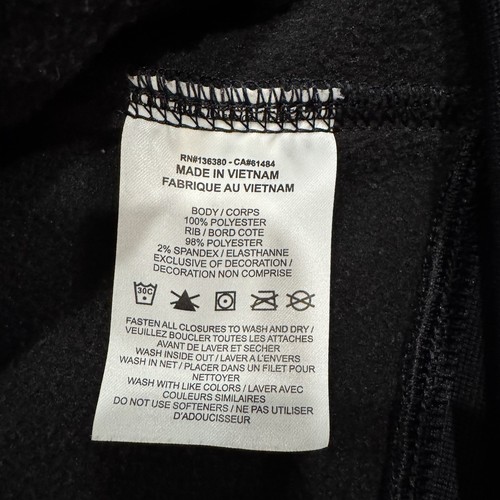 RN#136380 - CA#61484
MADE IN VIETNAM
FABRIQUE AU VIETNAM
BODY / CORPS
100% POLYESTER
RIB / BORD COTE
98% POLYESTER
2% SPANDEX / ELASTHANNE
EXCLUSIVE OF DECORATION /
DECORATION NON COMPRISE
30C
FASTEN ALL CLOSURES TO WASH AND DRY /
VEUILLEZ BOUCLER TOUTES LES ATTACHES
AVANT DE LAVER ET SECHER
WASH INSIDE OUT / LAVER A L'ENVERS
WASH IN NET / PLACER DANS UN FILET POUR
NETTOYER
WASH WITH LIKE COLORS / LAVER AVEC
COULEURS SIMILAIRES
DO NOT USE SOFTENERS / NE PAS UTILISER
D'ADOUCISSEUR